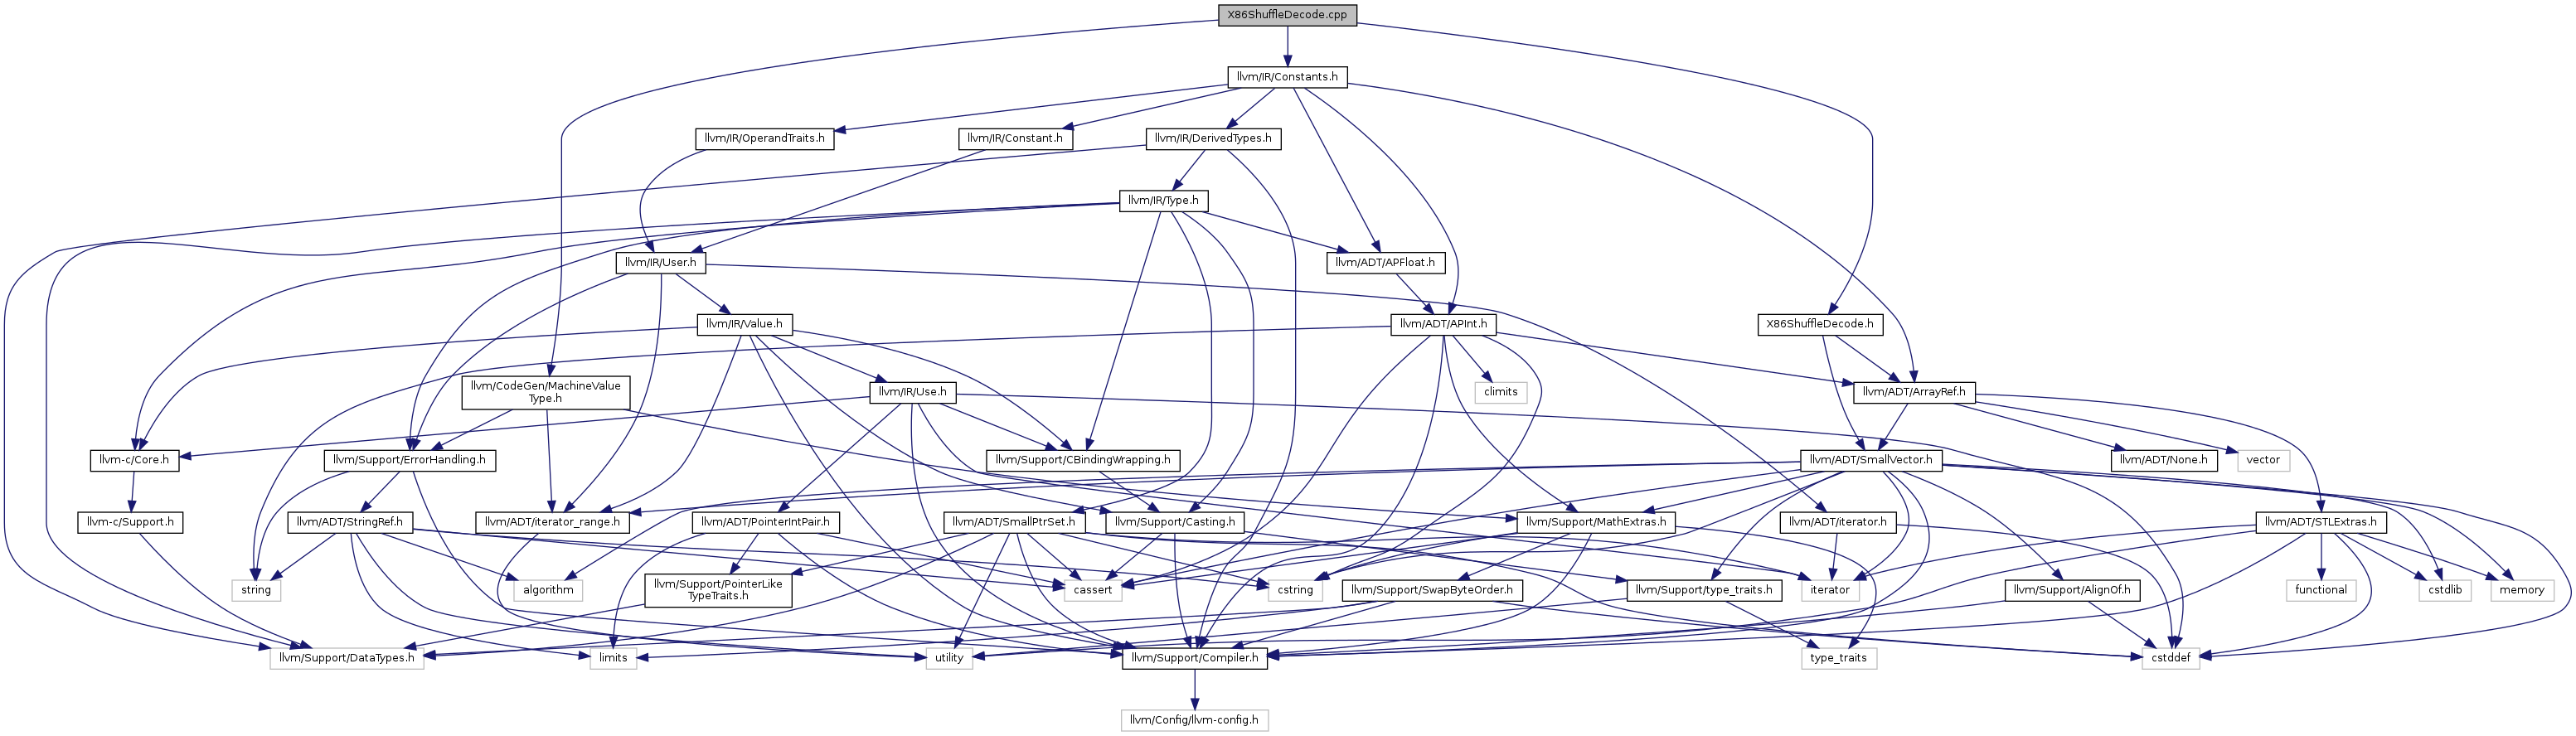 X86ShuffleDecode.cpp
llvm/IR/Constants.h
llvm/IR/OperandTraits.h
llvm/IR/Constant.h
llvm/IR/DerivedTypes.h
llvm/IR/Type.h
llvm/IR/User.h
llvm/ADT/APFloat.h
llvm/IR/Value.h
llvm/ADT/APInt.h
X86ShuffleDecode.h
llvm/CodeGen/MachineValue
Type.h
llvm/IR/Use.h
climits
llvm/ADT/ArrayRef.h
llvm-c/Core.h
llvm/Support/ErrorHandling.h
llvm/Support/CBindingWrapping.h
llvm/ADT/SmallVector.h
llvm/ADT/None.h
vector
llvm-c/Support.h
llvm/ADT/StringRef.h
llvm/ADT/iterator_range.h
llvm/ADT/PointerIntPair.h
llvm/ADT/SmallPtrSet.h
llvm/Support/Casting.h
llvm/Support/MathExtras.h
llvm/ADT/iterator.h
llvm/ADT/STLExtras.h
string
algorithm
llvm/Support/PointerLike
TypeTraits.h
cassert
cstring
llvm/Support/SwapByteOrder.h
llvm/Support/type_traits.h
iterator
llvm/Support/AlignOf.h
functional
cstdlib
memory
llvm/Support/DataTypes.h
limits
utility
llvm/Support/Compiler.h
type_traits
cstddef
llvm/Config/llvm-config.h